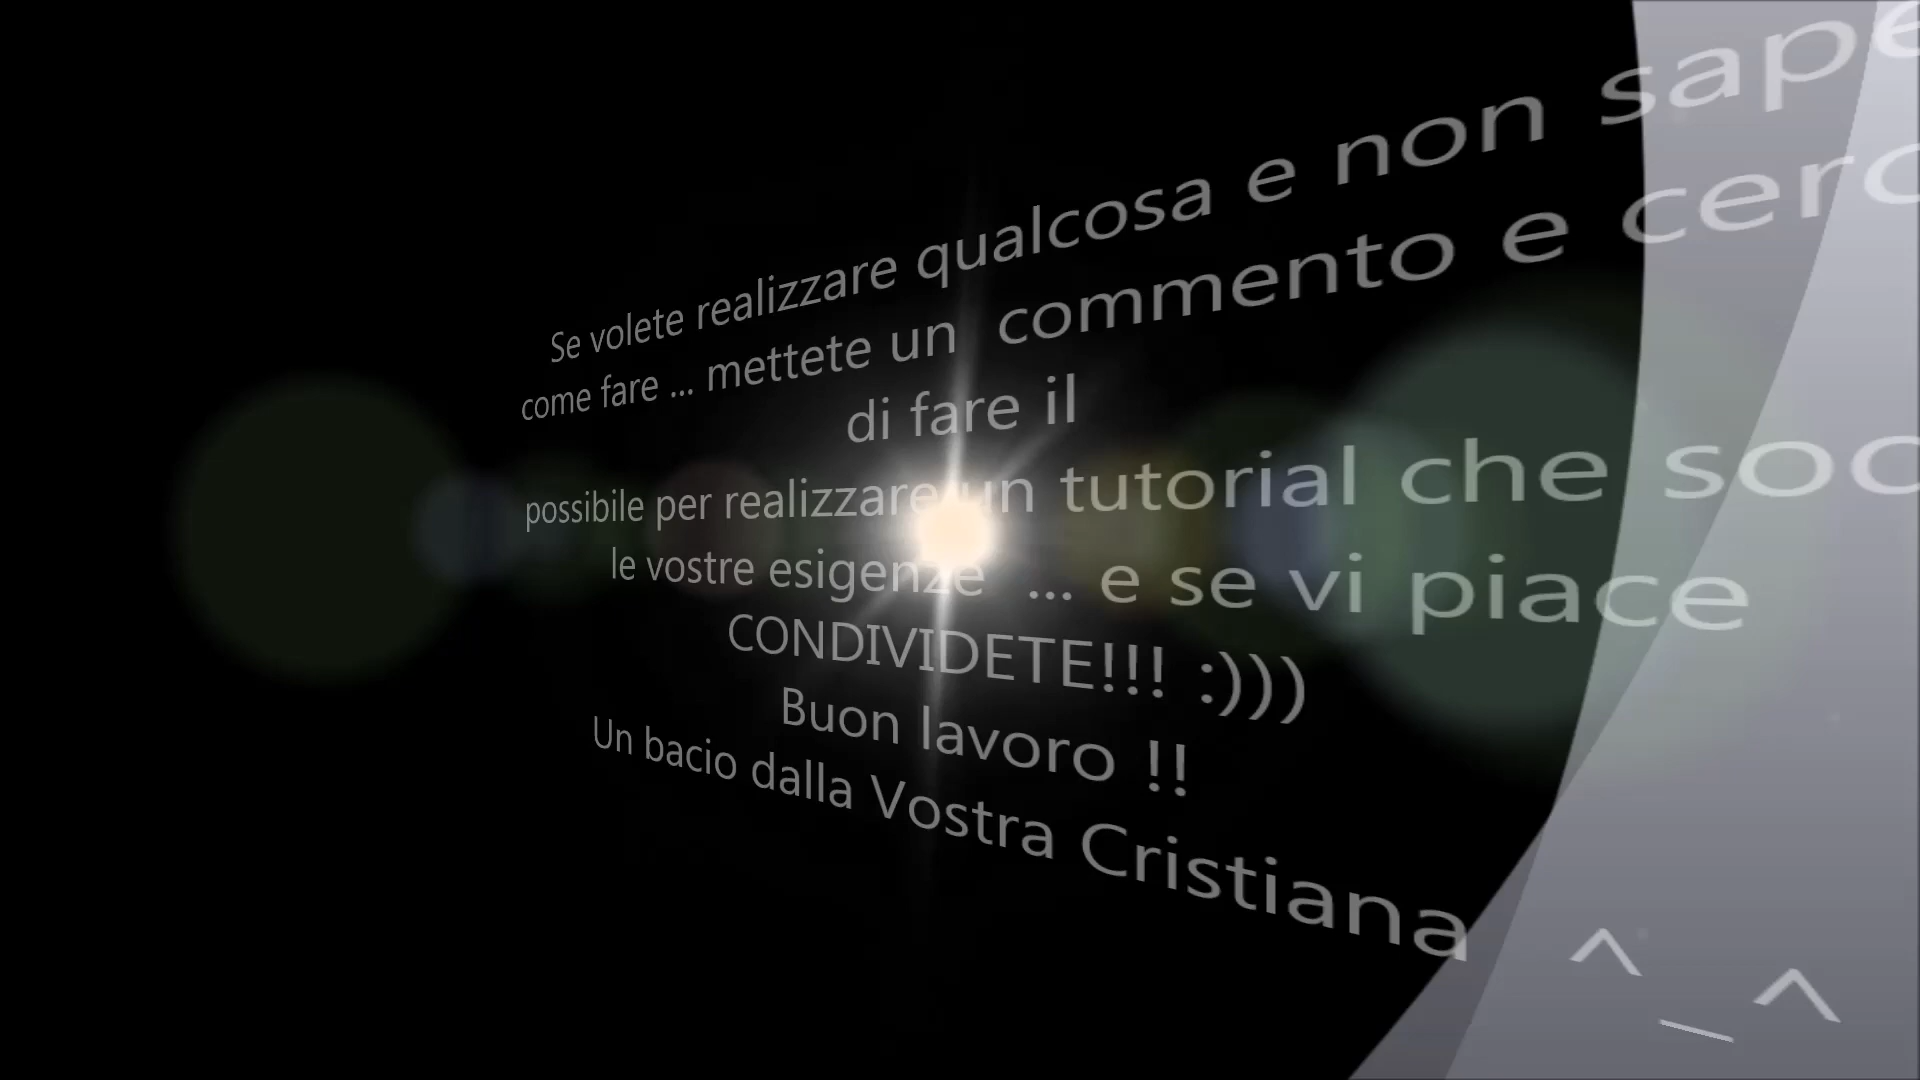 Se volete realizzare qualcosa e non sape
come fare ... mettete un commento e cerc
di fare il
possibile per realizzare un tutorial che soc
le vostre esigenze ... e se vi piace
CONDIVIDETE!!! :)))
Buon lavoro !!
Un bacio dalla Vostra Cristiana ^_^